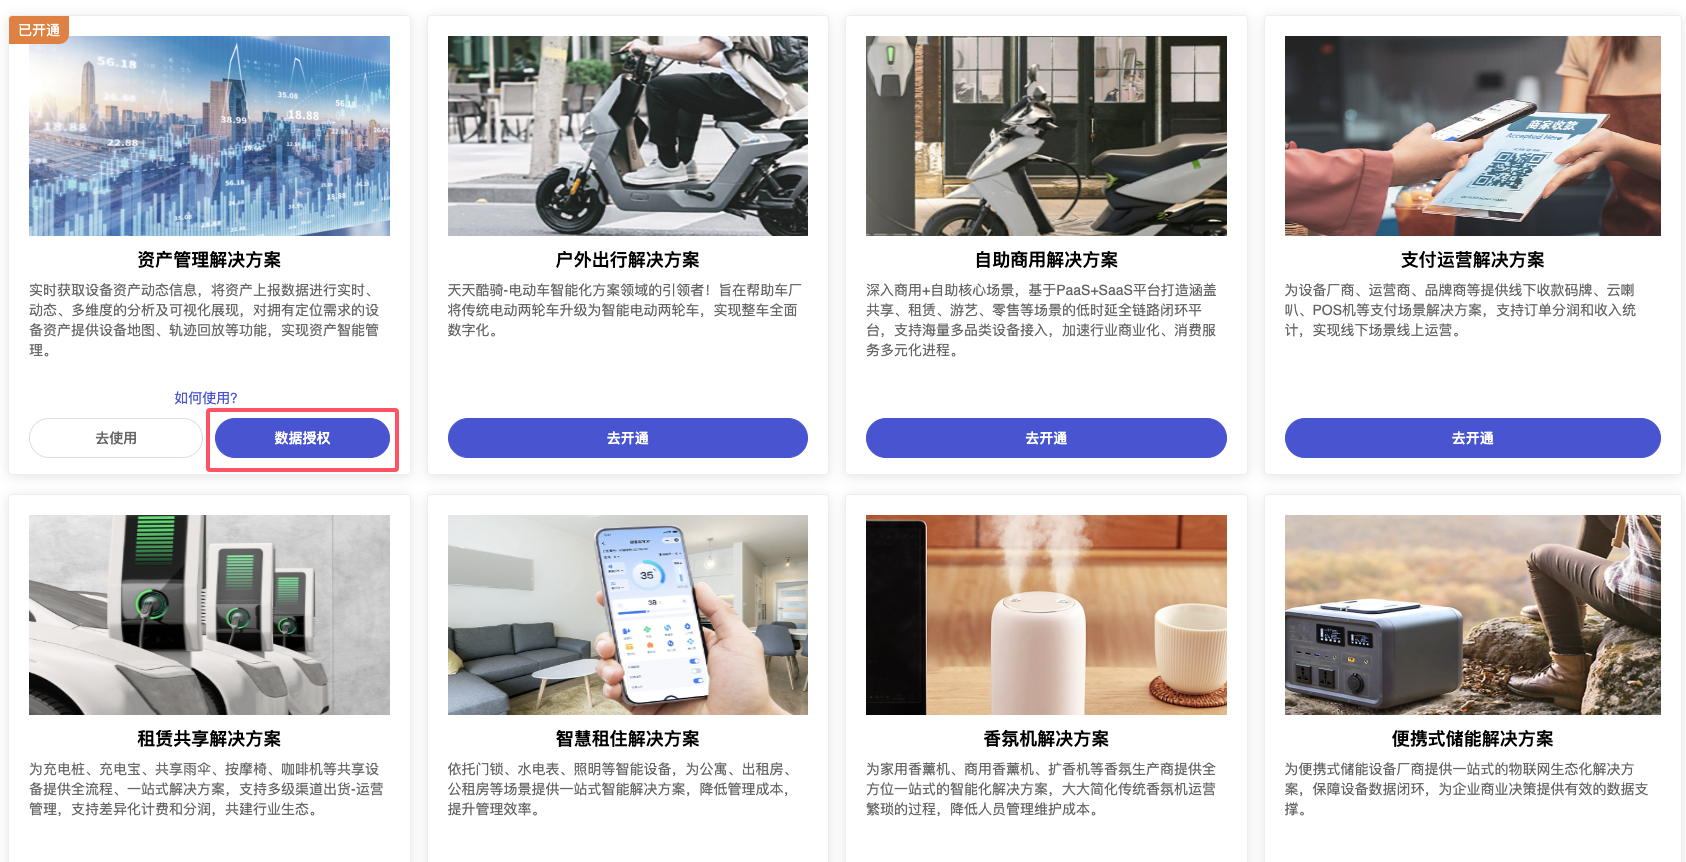 已开通
56.18
18.88
22.88
38.99
35.08
18.88
56.18
56.18
18.88
商家收款
Accepted Here
资产管理解决方案
实时获取设备资产动态信息，将资产上报数据进行实时、
动态、多维度的分析及可视化展现，对拥有定位需求的设
备资产提供设备地图、轨迹回放等功能，实现资产智能管
理。
如何使用?
去使用
数据授权
户外出行解决方案
天天酷骑-电动车智能化方案领域的引领者！旨在帮助车厂
将传统电动两轮车升级为智能电动两轮车，实现整车全面
数字化。
去开通
自助商用解决方案
深入商用+自助核心场景，基于PaaS+SaaS平台打造涵盖
共享、租赁、游艺、零售等场景的低时延全链路闭环平
台，支持海量多品类设备接入，加速行业商业化、消费服
务多元化进程。
去开通
支付运营解决方案
为设备厂商、运营商、品牌商等提供线下收款码牌、云喇
叭、POS机等支付场景解决方案，支持订单分润和收入统
计，实现线下场景线上运营。
去开通
35
38
租赁共享解决方案
为充电桩、充电宝、共享雨伞、按摩椅、咖啡机等共享设
备提供全流程、一站式解决方案，支持多级渠道出货-运营
管理，支持差异化计费和分润，共建行业生态。
智慧租住解决方案
依托门锁、水电表、照明等智能设备，为公寓、出租房、
公租房等场景提供一站式智能解决方案，降低管理成本，
提升管理效率。
香氛机解决方案
为家用香薰机、商用香薰机、扩香机等香氛生产商提供全
方位一站式的智能化解决方案，大大简化传统香氛机运营
繁琐的过程，降低人员管理维护成本。
便携式储能解决方案
为便携式储能设备厂商提供一站式的物联网生态化解决方
案，保障设备数据闭环，为企业商业决策提供有效的数据支
撑。